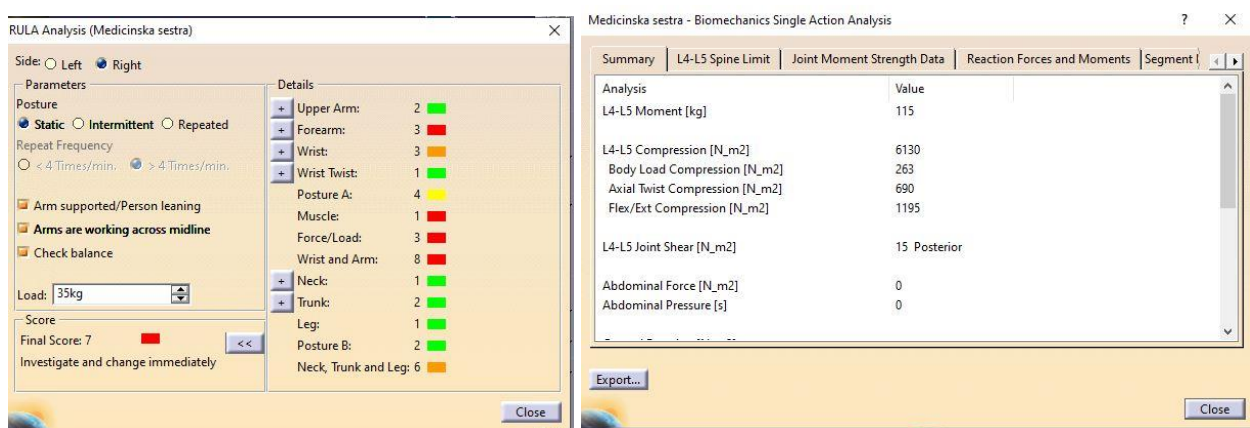 RULA Analysis (Medicinska sestra)
Side: Left Right
Parameters
Posture
Static Intermittent Repeated
Repeat Frequency
< 4 Times/min. > 4 Times/min.
Arm supported/Person leaning
Arms are working across midline
Check balance
Load: 35kg
Score
Final Score: 7
<<
Investigate and change immediately
Details
+ Upper Arm: 2
+ Forearm: 3
+ Wrist: 3
+ Wrist Twist: 1
Posture A: 4
Muscle: 1
Force/Load: 3
Wrist and Arm: 8
+ Neck: 1
+ Trunk: 2
Leg: 1
Posture B: 2
Neck, Trunk and Leg: 6
Close
Medicinska sestra - Biomechanics Single Action Analysis
?
Summary L4-L5 Spine Limit Joint Moment Strength Data Reaction Forces and Moments Segment
Analysis Value
L4-L5 Moment [kg] 115
L4-L5 Compression [N_m2] 6130
Body Load Compression [N_m2] 263
Axial Twist Compression [N_m2] 690
Flex/Ext Compression [N_m2] 1195
L4-L5 Joint Shear [N_m2] 15 Posterior
Abdominal Force [N_m2] 0
Abdominal Pressure [s] 0
Export...
Close